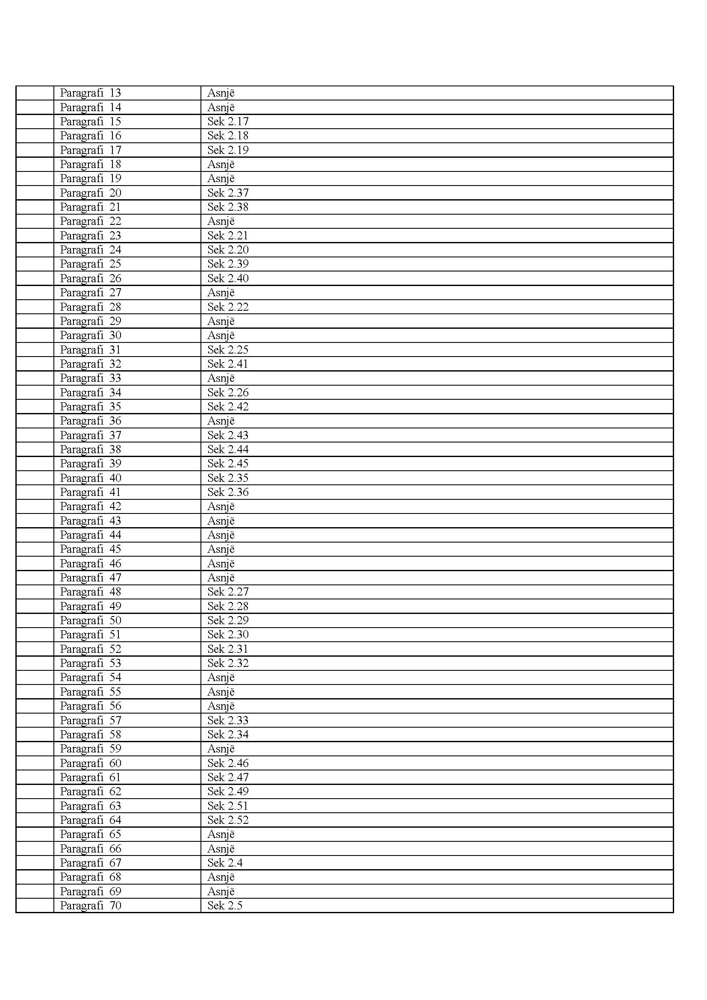 Paragrafi 13 Asnjë
Paragrafi 14 Asnjë
Paragrafi 15 Sek 2.17
Paragrafi 16 Sek 2.18
Paragrafi 17 Sek 2.19
Paragrafi 18 Asnjë
Paragrafi 19 Asnjë
Paragrafi 20 Sek 2.37
Paragrafi 21 Sek 2.38
Paragrafi 22 Asnjë
Paragrafi 23 Sek 2.21
Paragrafi 24 Sek 2.20
Paragrafi 25 Sek 2.39
Paragrafi 26 Sek 2.40
Paragrafi 27 Asnjë
Paragrafi 28 Sek 2.22
Paragrafi 29 Asnjë
Paragrafi 30 Asnjë
Paragrafi 31 Sek 2.25
Paragrafi 32 Sek 2.41
Paragrafi 33 Asnjë
Paragrafi 34 Sek 2.26
Paragrafi 35 Sek 2.42
Paragrafi 36 Asnjë
Paragrafi 37 Sek 2.43
Paragrafi 38 Sek 2.44
Paragrafi 39 Sek 2.45
Paragrafi 40 Sek 2.35
Paragrafi 41 Sek 2.36
Paragrafi 42 Asnjë
Paragrafi 43 Asnjë
Paragrafi 44 Asnjë
Paragrafi 45 Asnjë
Paragrafi 46 Asnjë
Paragrafi 47 Asnjë
Paragrafi 48 Sek 2.27
Paragrafi 49 Sek 2.28
Paragrafi 50 Sek 2.29
Paragrafi 51 Sek 2.30
Paragrafi 52 Sek 2.31
Paragrafi 53 Sek 2.32
Paragrafi 54 Asnjë
Paragrafi 55 Asnjë
Paragrafi 56 Asnjë
Paragrafi 57 Sek 2.33
Paragrafi 58 Sek 2.34
Paragrafi 59 Asnjë
Paragrafi 60 Sek 2.46
Paragrafi 61 Sek 2.47
Paragrafi 62 Sek 2.49
Paragrafi 63 Sek 2.51
Paragrafi 64 Sek 2.52
Paragrafi 65 Asnjë
Paragrafi 66 Asnjë
Paragrafi 67 Sek 2.4
Paragrafi 68 Asnjë
Paragrafi 69 Asnjë
Paragrafi 70 Sek 2.5